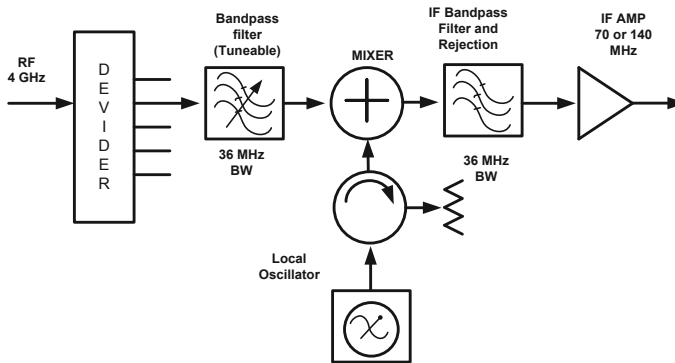 RF
4 GHz
DEVIDER
Bandpass
filter
(Tuneable)
36 MHz
BW
MIXER
IF Bandpass
Filter and
Rejection
36 MHz
BW
IF AMP
70 or 140
MHz
Local
Oscillator